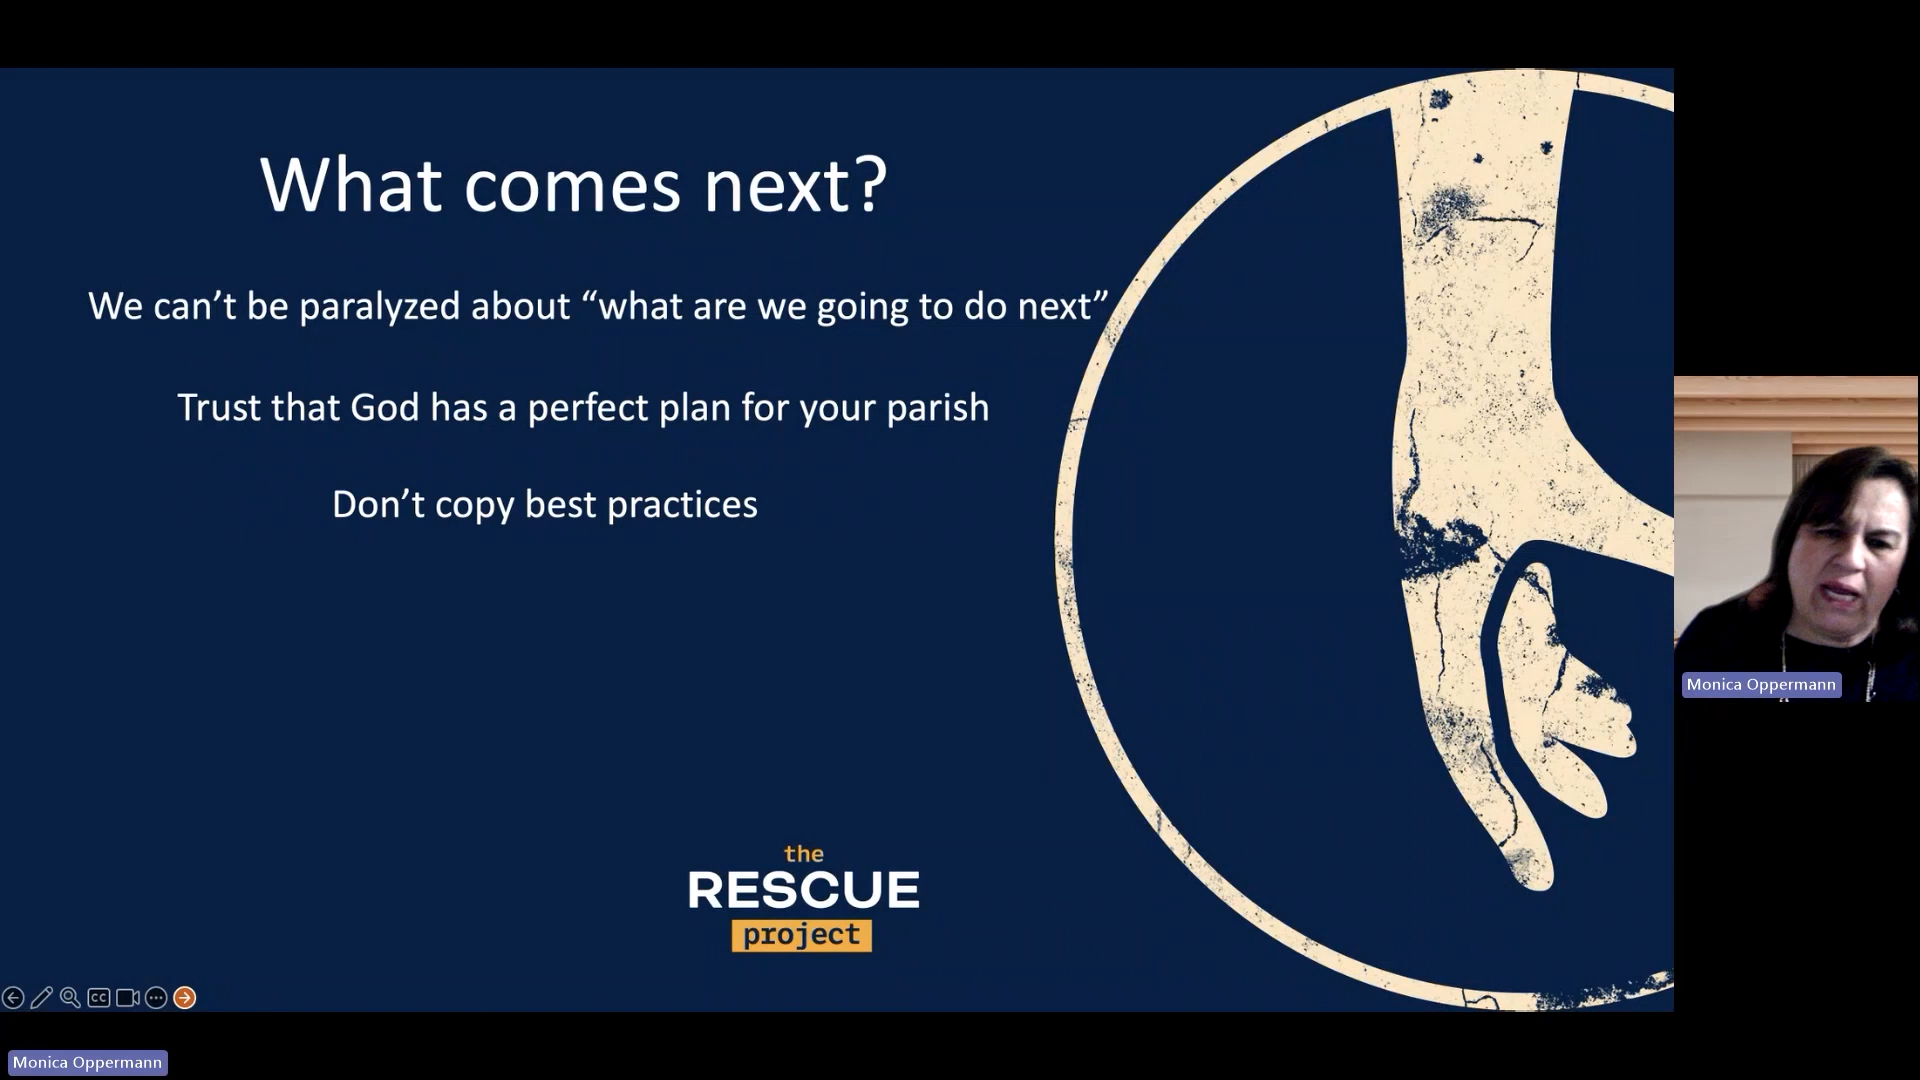 What comes next?
We can’t be paralyzed about “what are we going to do next”
Trust that God has a perfect plan for your parish
Don’t copy best practices
the
RESCUE
project
CC
Monica Oppermann
Monica Oppermann